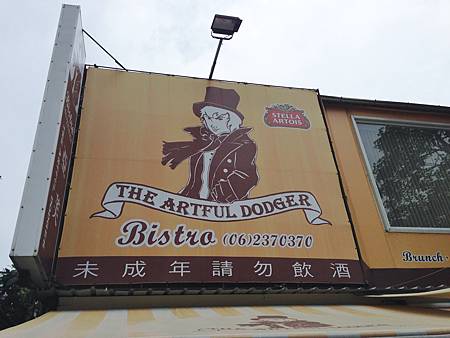 STELLA
ARTOIS
THE ARTFUL DODGER
Bistro (06)2370370
未成年請勿飲酒
Brunch